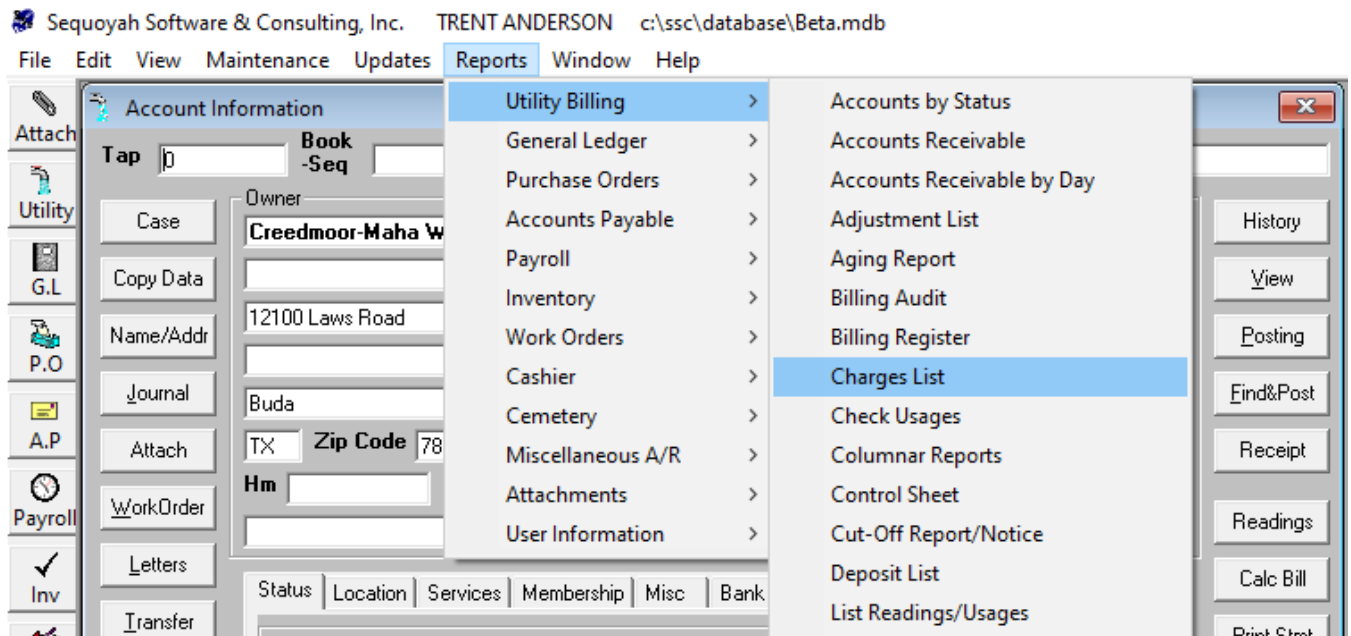 Sequoyah Software & Consulting, Inc. TRENT ANDERSON c:\ssc\database\Beta.mdb
File Edit View Maintenance Updates Reports Window Help
Attach
Utility
G.L
P.O
A.P
Payroll
Inv
Account Information
Tap 0 Book -Seq
Case
Copy Data
Name/Addr
Journal
Attach
WorkOrder
Letters
Transfer
Owner
Creedmoor-Maha W
12100 Laws Road
Buda
TX Zip Code 78
Hm
Status Location Services Membership Misc Bank
Utility Billing >
General Ledger >
Purchase Orders >
Accounts Payable >
Payroll >
Inventory >
Work Orders >
Cashier >
Cemetery >
Miscellaneous A/R >
Attachments >
User Information >
Accounts by Status
Accounts Receivable
Accounts Receivable by Day
Adjustment List
Aging Report
Billing Audit
Billing Register
Charges List
Check Usages
Columnar Reports
Control Sheet
Cut-Off Report/Notice
Deposit List
List Readings/Usages
History
View
Posting
Find&Post
Receipt
Readings
Calc Bill
Print Stmt